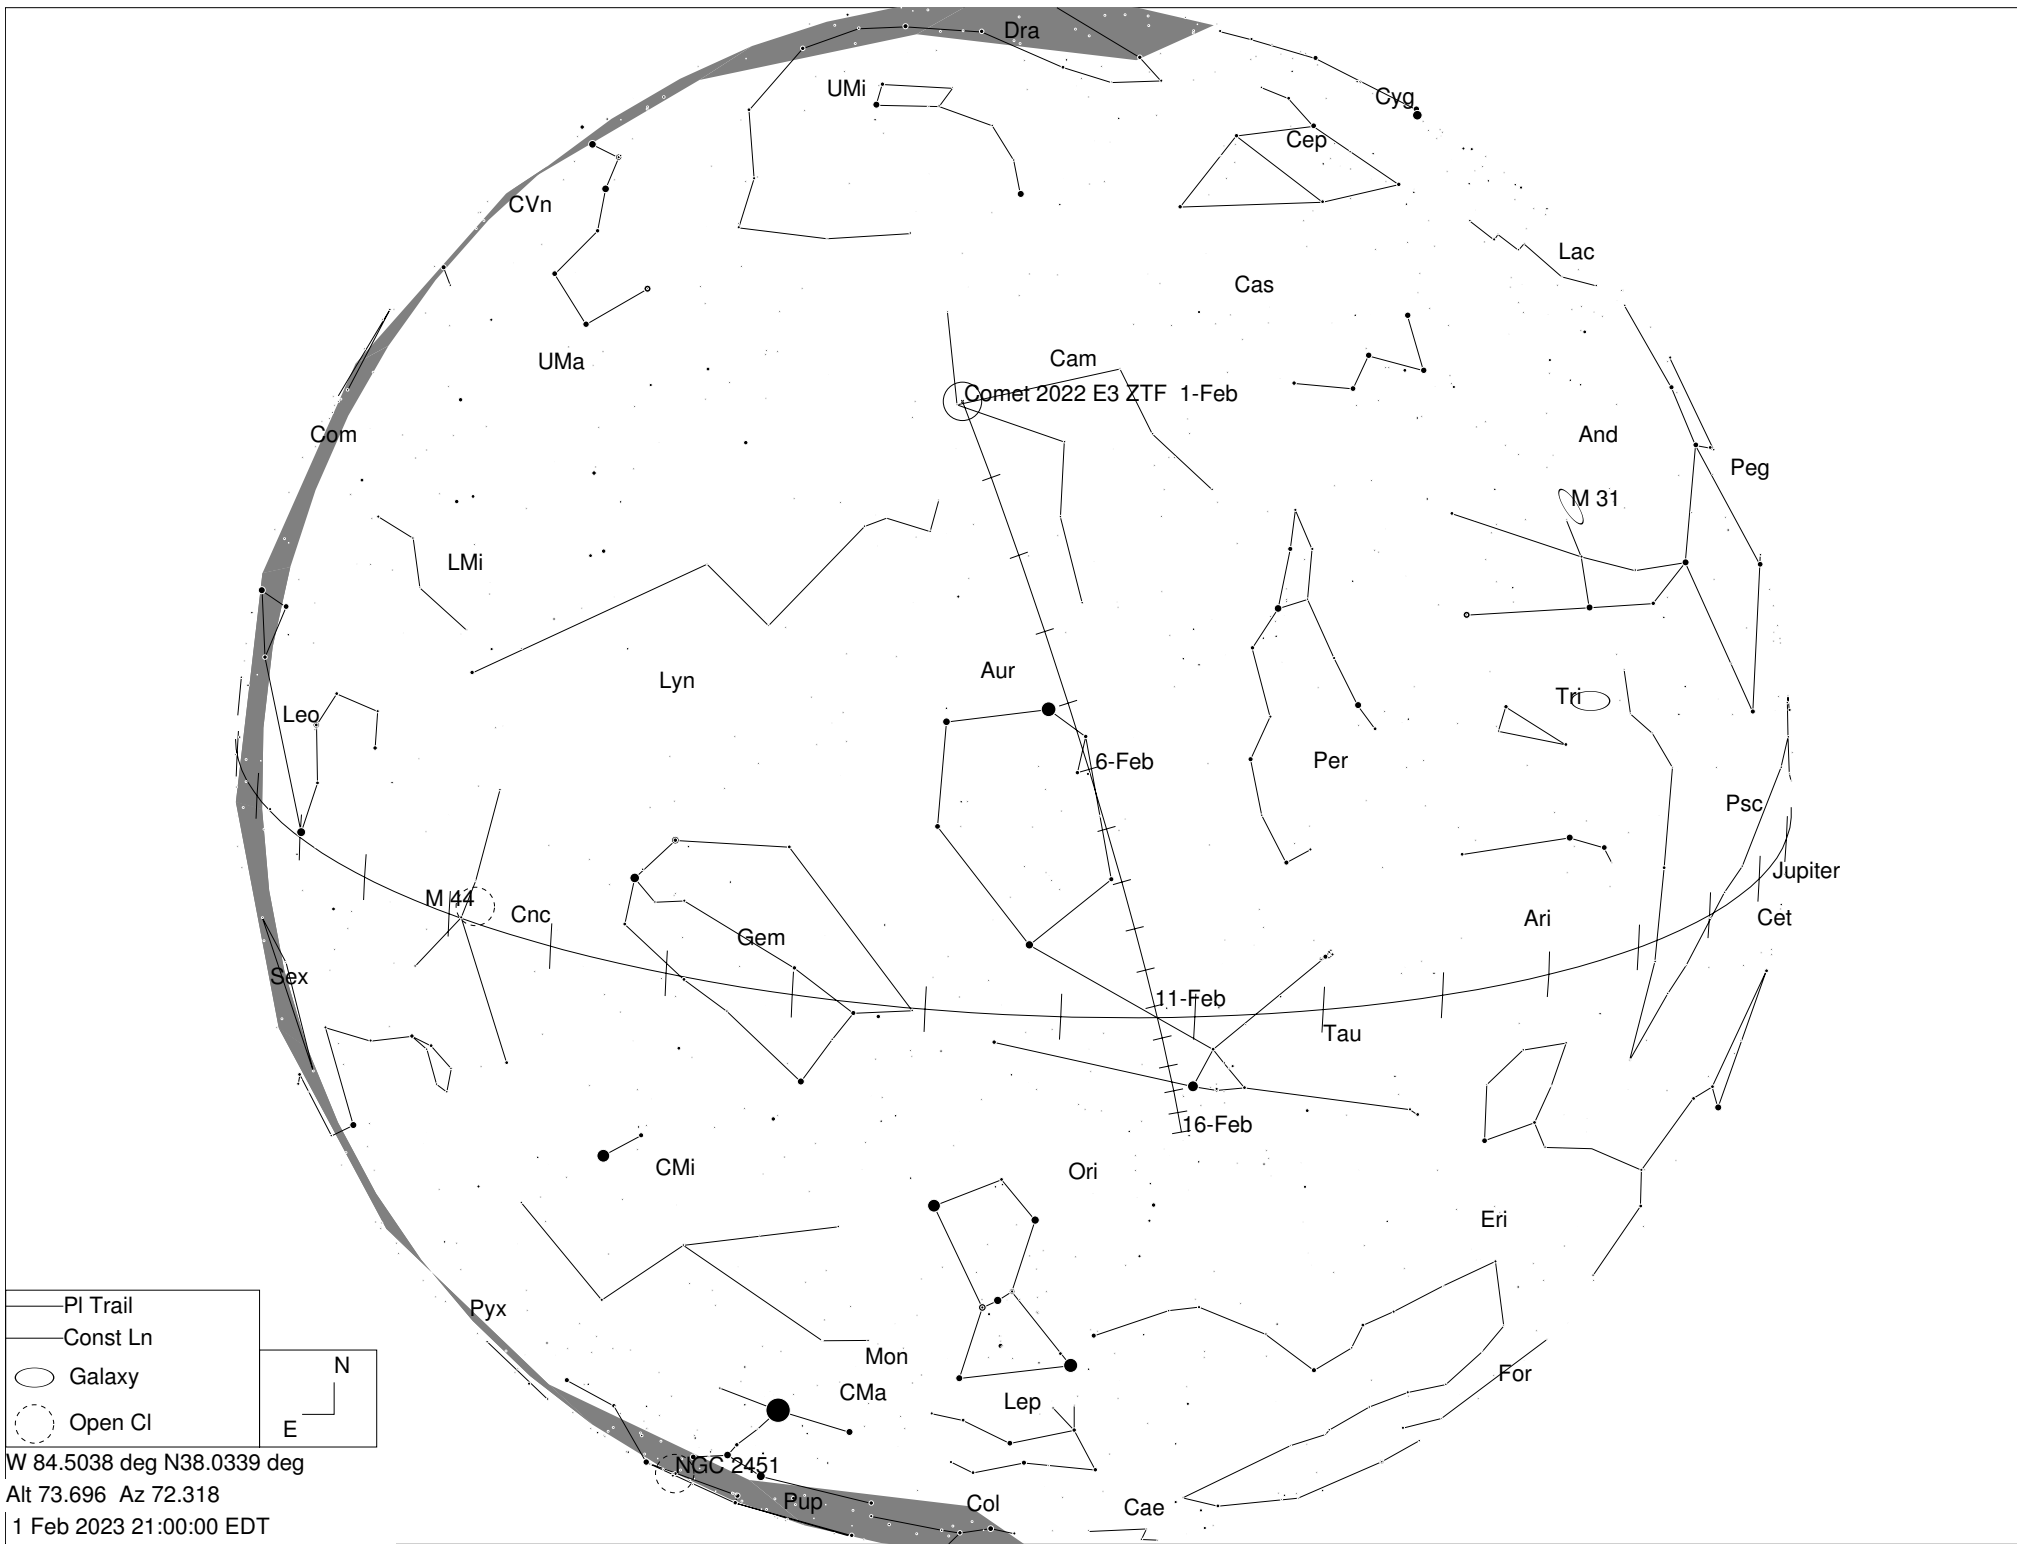 Dra
UMi
Cyg
Cep
CVn
Lac
Cas
UMa
Cam
Comet 2022 E3 ZTF 1-Feb
Com
And
Peg
M 31
LMi
Aur
Lyn
Tri
Leo
6-Feb
Per
Psc
Jupiter
M 44
Cnc
Ari
Cet
Gem
Sex
11-Feb
Tau
16-Feb
CMi
Ori
Eri
Pyx
Mon
For
CMa
Lep
NGC 2451
Pup
Col
Cae
Pl Trail
Const Ln
Galaxy
Open Cl
N
E
W 84.5038 deg N38.0339 deg
Alt 73.696 Az 72.318
1 Feb 2023 21:00:00 EDT